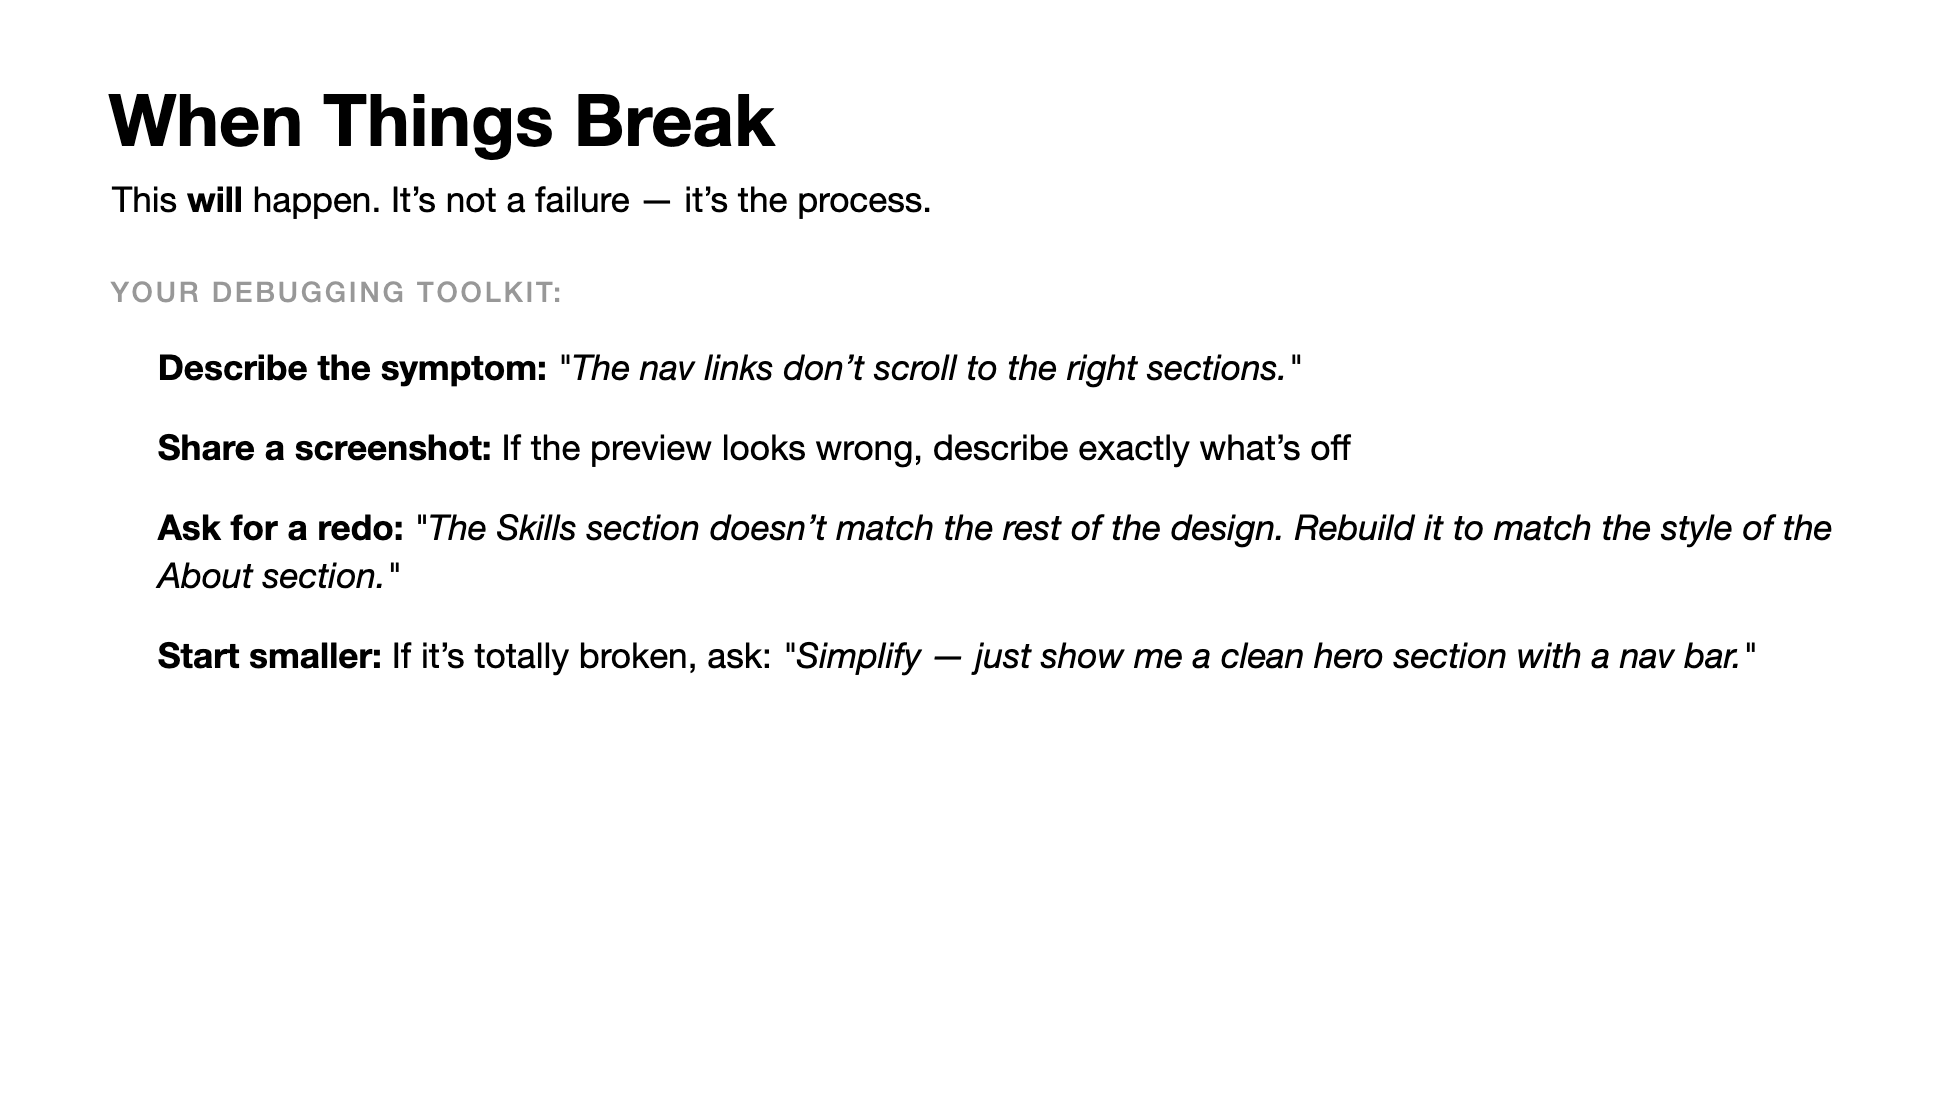 When Things Break
This will happen. It’s not a failure — it’s the process.
YOUR DEBUGGING TOOLKIT:
Describe the symptom: "The nav links don’t scroll to the right sections."
Share a screenshot: If the preview looks wrong, describe exactly what’s off
Ask for a redo: "The Skills section doesn’t match the rest of the design. Rebuild it to match the style of the
About section."
Start smaller: If it’s totally broken, ask: "Simplify — just show me a clean hero section with a nav bar."